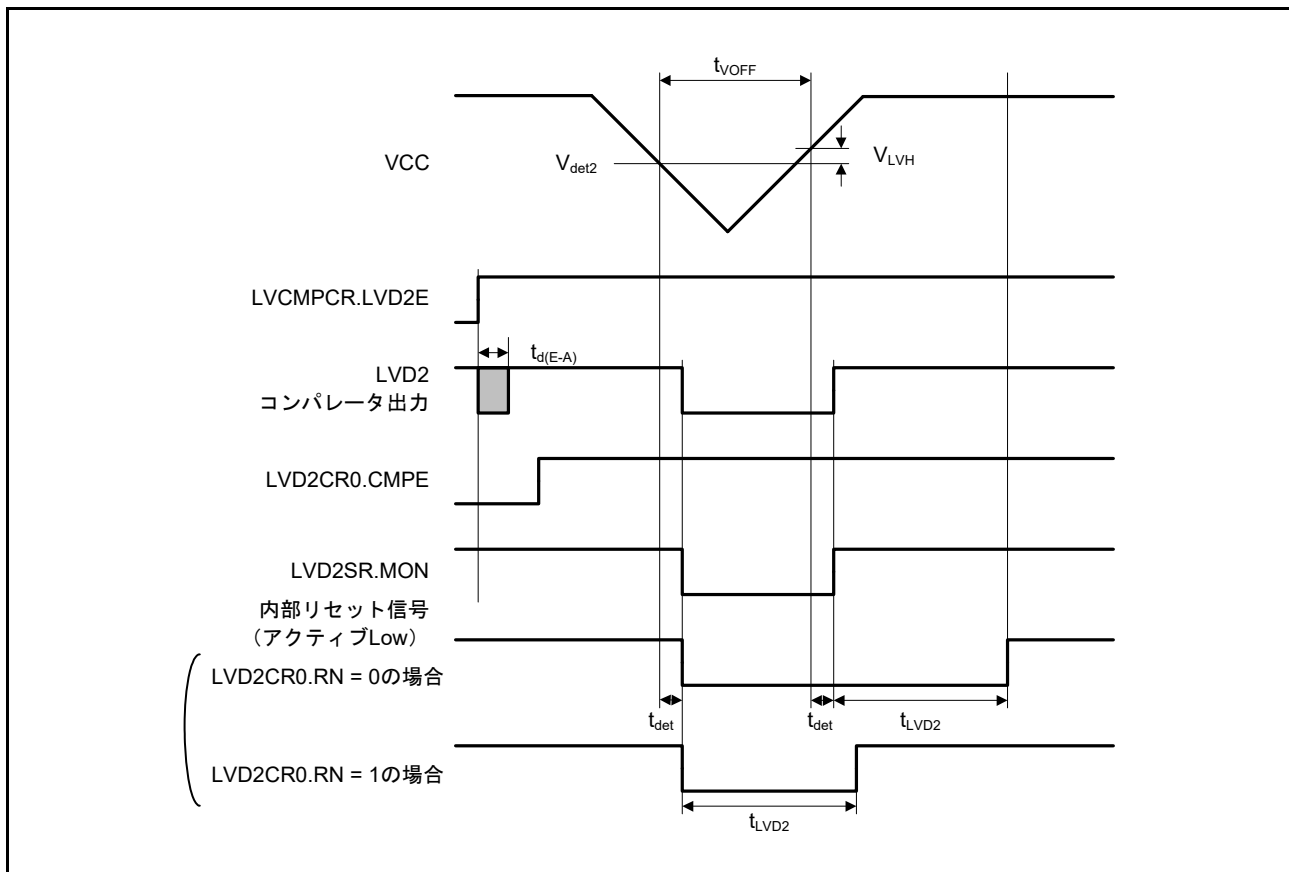 tVOFF
VCC
Vdet2
VLVH
LVCMPCR.LVD2E
td(E-A)
LVD2
コンパレータ出力
LVD2CR0.CMPE
LVD2SR.MON
内部リセット信号
（アクティブLow）
LVD2CR0.RN = 0の場合
tdet
tdet
tLVD2
LVD2CR0.RN = 1の場合
tLVD2